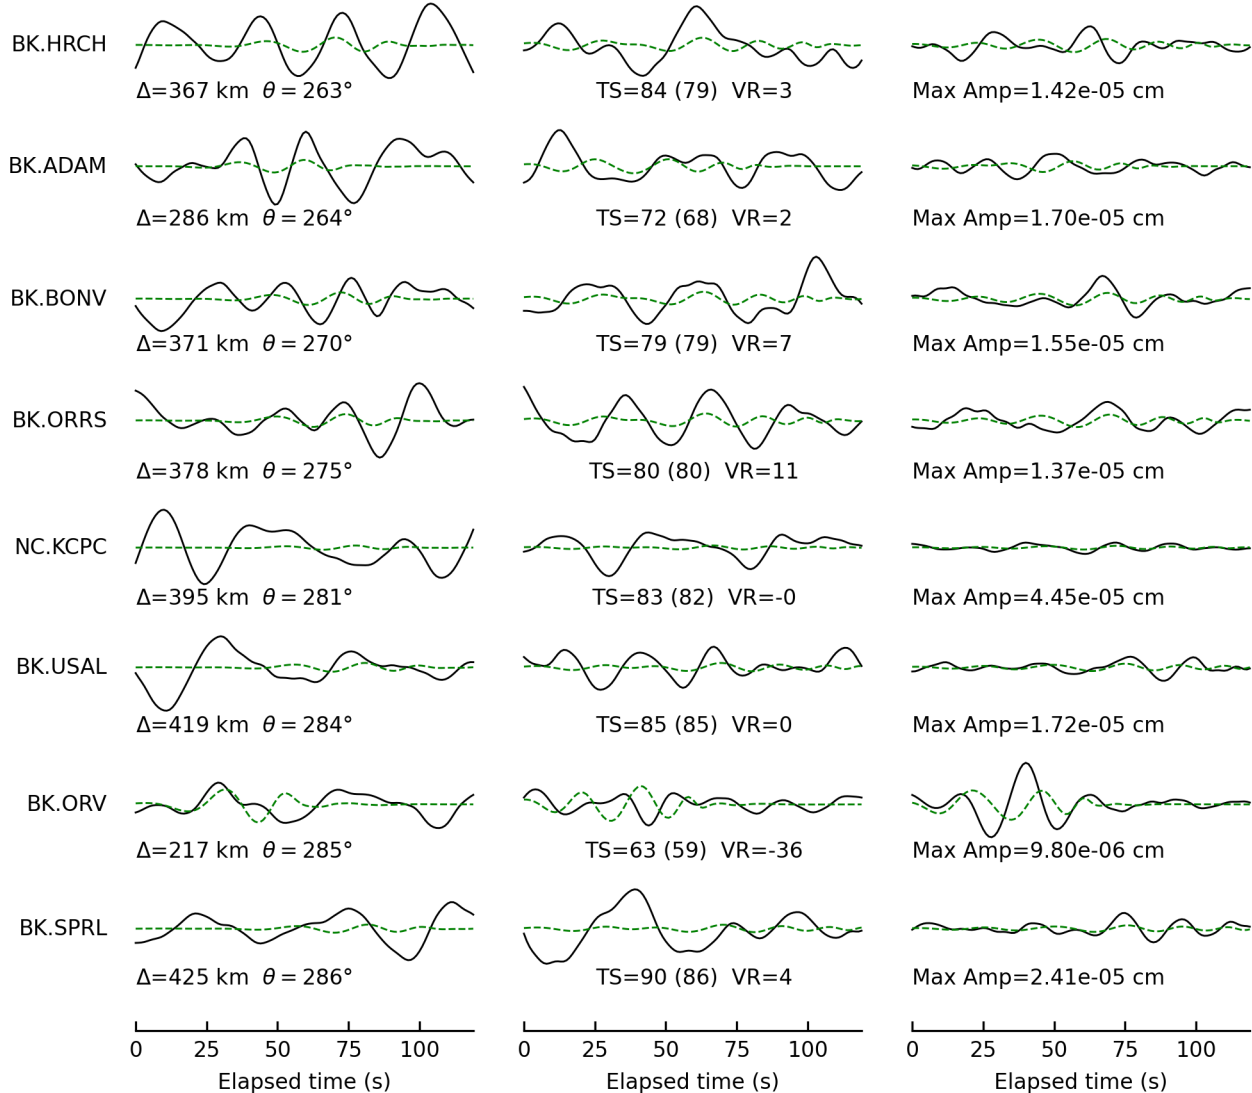 BK.HRCH
Δ=367 km θ = 263° TS=84 (79) VR=3 Max Amp=1.42e-05 cm
BK.ADAM
Δ=286 km θ = 264° TS=72 (68) VR=2 Max Amp=1.70e-05 cm
BK.BONV
Δ=371 km θ = 270° TS=79 (79) VR=7 Max Amp=1.55e-05 cm
BK.ORRS
Δ=378 km θ = 275° TS=80 (80) VR=11 Max Amp=1.37e-05 cm
NC.KCPC
Δ=395 km θ = 281° TS=83 (82) VR=-0 Max Amp=4.45e-05 cm
BK.USAL
Δ=419 km θ = 284° TS=85 (85) VR=0 Max Amp=1.72e-05 cm
BK.ORV
Δ=217 km θ = 285° TS=63 (59) VR=-36 Max Amp=9.80e-06 cm
BK.SPRL
Δ=425 km θ = 286° TS=90 (86) VR=4 Max Amp=2.41e-05 cm
0 25 50 75 100 0 25 50 75 100 0 25 50 75 100
Elapsed time (s) Elapsed time (s) Elapsed time (s)